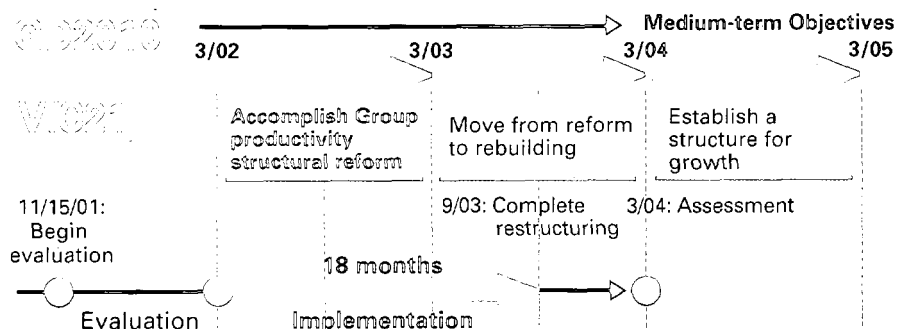 Medium-term Objectives
3/02 3/03 3/04 3/05
VIC21
Accomplish Group
productivity
structural reform
Move from reform
to rebuilding
Establish a
structure for
growth
11/15/01:
Begin
evaluation
9/03: Complete
restructuring
3/04: Assessment
18 months
Evaluation
Implementation